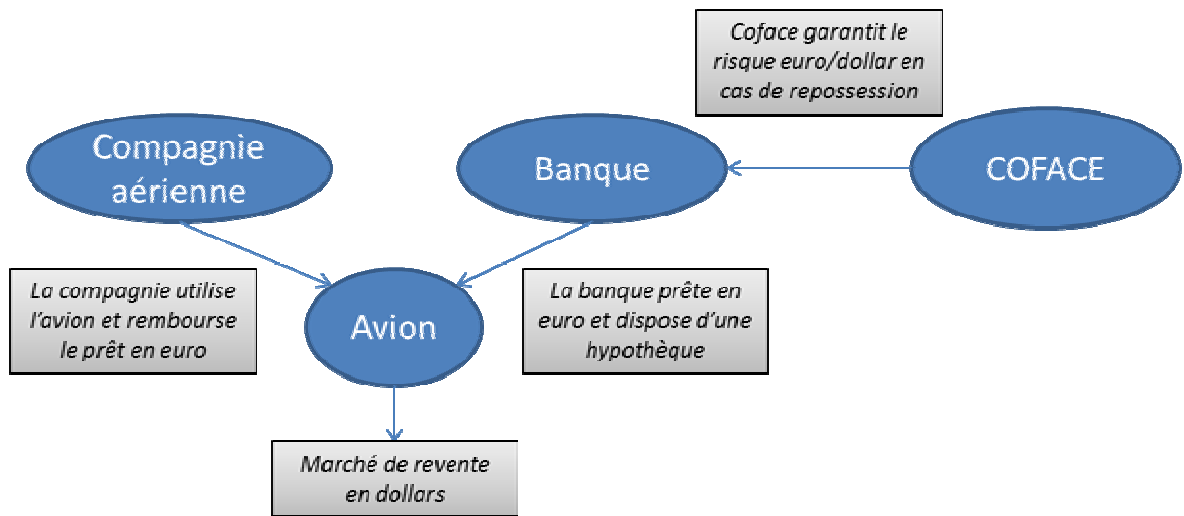 Coface garantit le
risque euro/dollar en
cas de repossession
Compagnie
aérienne
Banque
COFACE
La compagnie utilise
l'avion et rembourse
le prêt en euro
Avion
La banque prête en
euro et dispose d'une
hypothèque
Marché de revente
en dollars